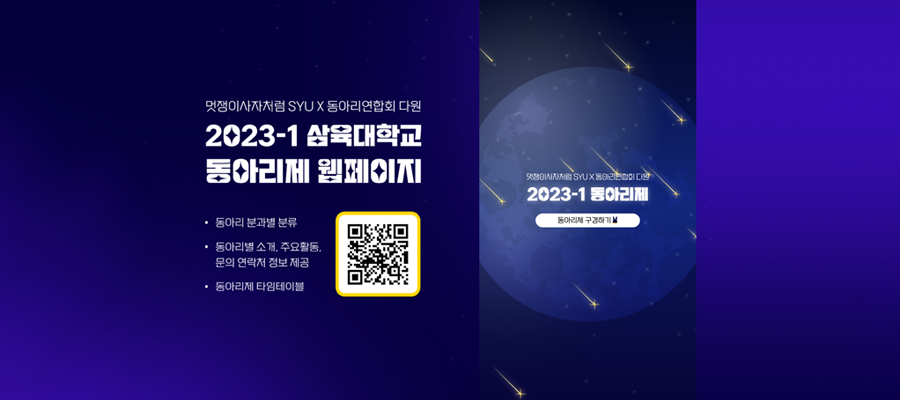 멋쟁이사자처럼 SYU X 동아리연합회 다원
2023-1 삼육대학교
동아리제 웹페이지
• 동아리 분과별 분류
• 동아리별 소개, 주요활동,
문의 연락처 정보 제공
• 동아리제 타임테이블
멋쟁이사자처럼 SYU X 동아리연합회 다원
2023-1 동아리제
동아리제 구경하기